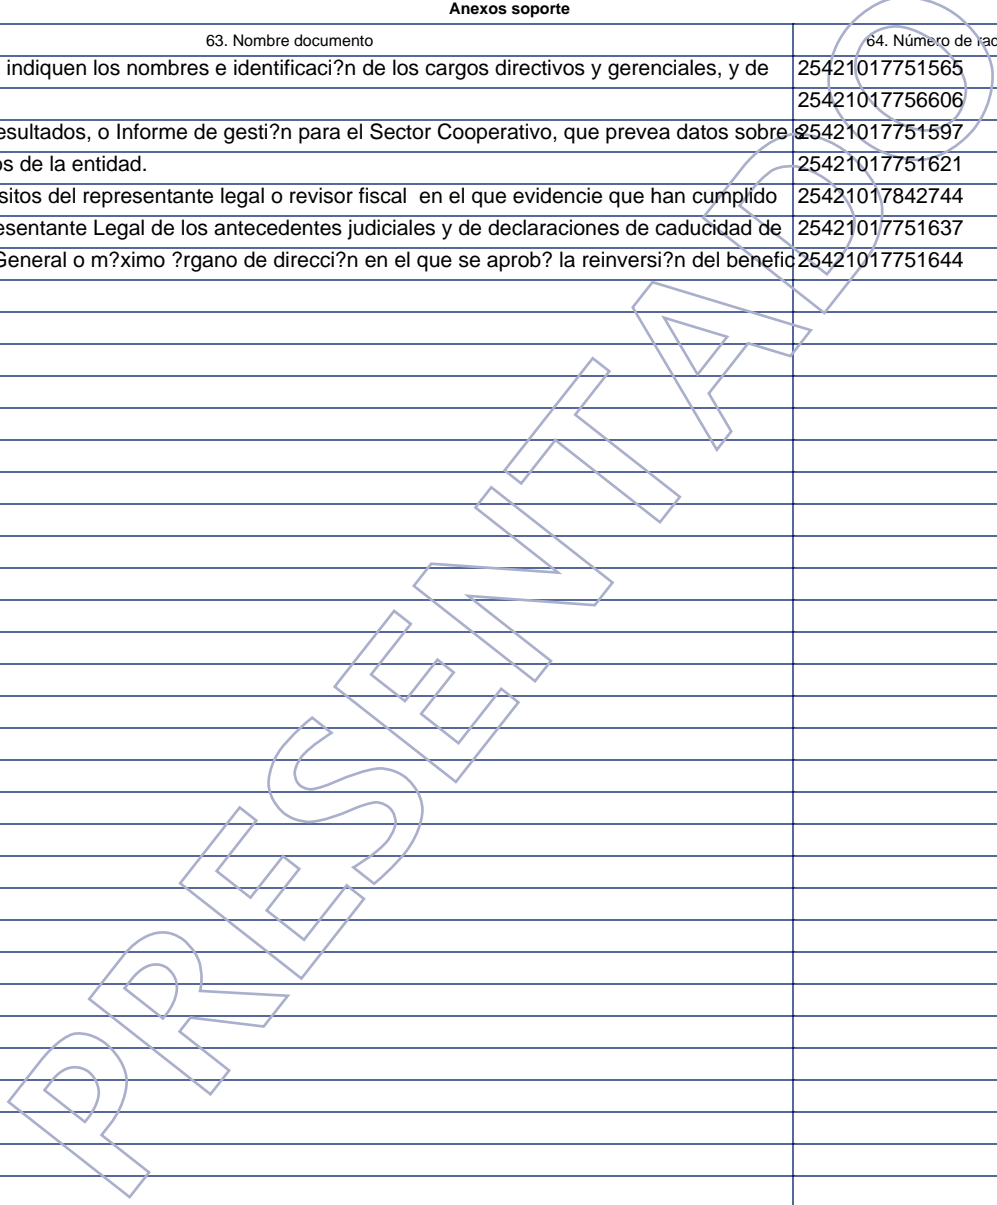 Anexos soporte
63. Nombre documento 64. Número de rad
indiquen los nombres e identificaci?n de los cargos directivos y gerenciales, y de 25421017751565
25421017756606
esultados, o Informe de gesti?n para el Sector Cooperativo, que prevea datos sobre s 25421017751597
os de la entidad. 25421017751621
sitos del representante legal o revisor fiscal en el que evidencie que han cumplido 25421017842744
esentante Legal de los antecedentes judiciales y de declaraciones de caducidad de 25421017751637
General o m?ximo ?rgano de direcci?n en el que se aprob? la reinversi?n del benefic 25421017751644
PRESENTADO